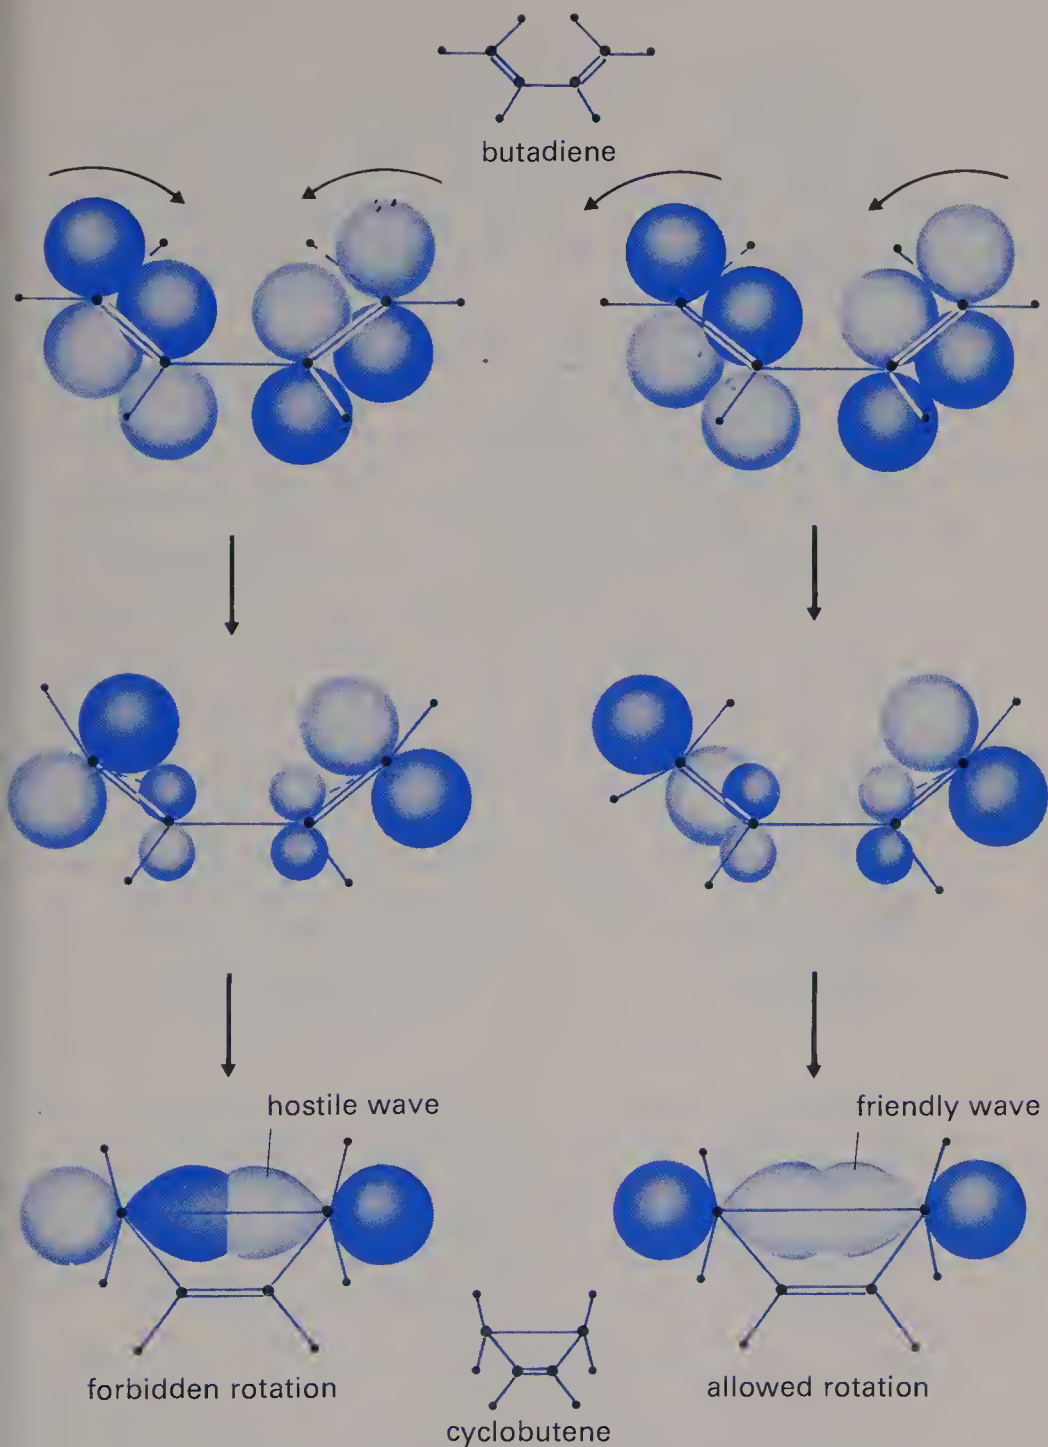 butadiene
hostile wave
friendly wave
forbidden rotation
allowed rotation
cyclobutene